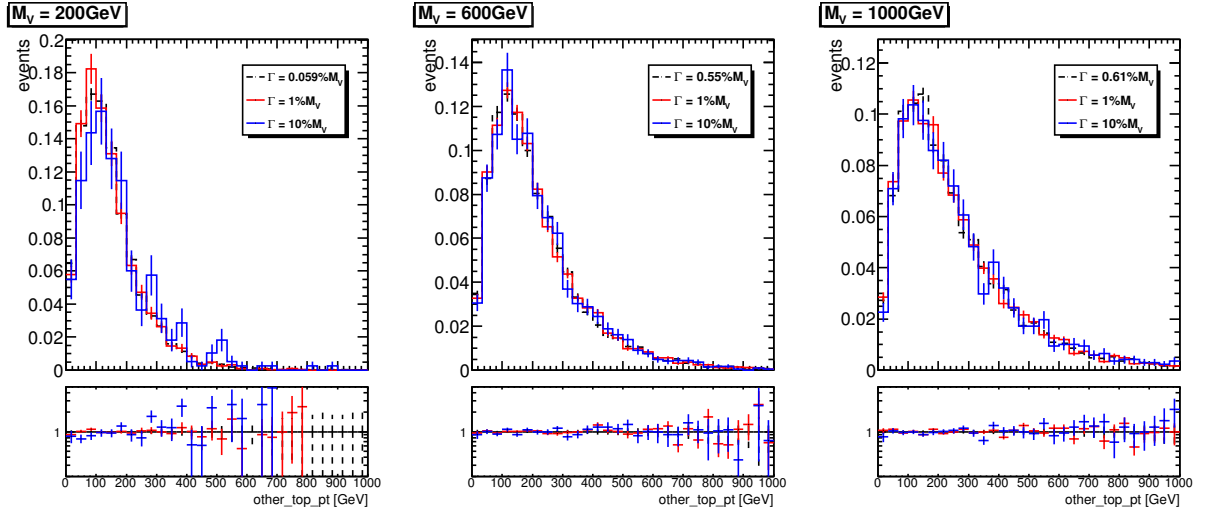 M_V = 200GeV
events
0.2
0.18
0.16
0.14
0.12
0.1
0.08
0.06
0.04
0.02
0
Γ = 0.059%M_V
Γ = 1%M_V
Γ = 10%M_V
1
0 100 200 300 400 500 600 700 800 900 1000
other_top_pt [GeV]
M_V = 600GeV
events
0.14
0.12
0.1
0.08
0.06
0.04
0.02
0
Γ = 0.55%M_V
Γ = 1%M_V
Γ = 10%M_V
1
0 100 200 300 400 500 600 700 800 900 1000
other_top_pt [GeV]
M_V = 1000GeV
events
0.12
0.1
0.08
0.06
0.04
0.02
0
Γ = 0.61%M_V
Γ = 1%M_V
Γ = 10%M_V
1
0 100 200 300 400 500 600 700 800 900 1000
other_top_pt [GeV]